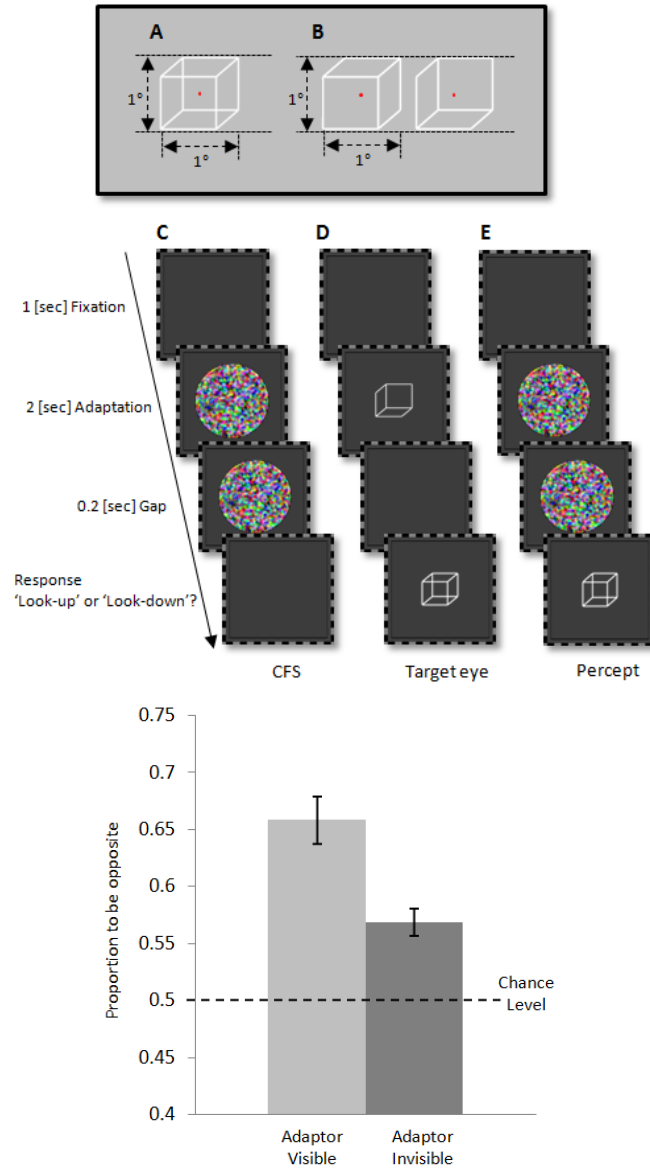 A
B
1°
1°
1°
1°
C
D
E
1 [sec] Fixation
2 [sec] Adaptation
0.2 [sec] Gap
Response
‘Look-up’ or ‘Look-down’?
CFS
Target eye
Percept
Proportion to be opposite
0.75
0.7
0.65
0.6
0.55
0.5
0.45
0.4
Chance
Level
Adaptor
Visible
Adaptor
Invisible